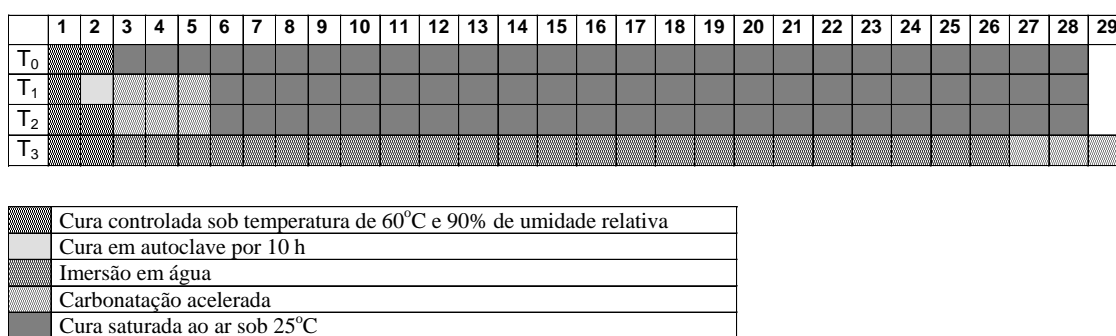 1 2 3 4 5 6 7 8 9 10 11 12 13 14 15 16 17 18 19 20 21 22 23 24 25 26 27 28 29
T₀
T₁
T₂
T₃
Cura controlada sob temperatura de 60°C e 90% de umidade relativa
Cura em autoclave por 10 h
Imersão em água
Carbonatação acelerada
Cura saturada ao ar sob 25°C